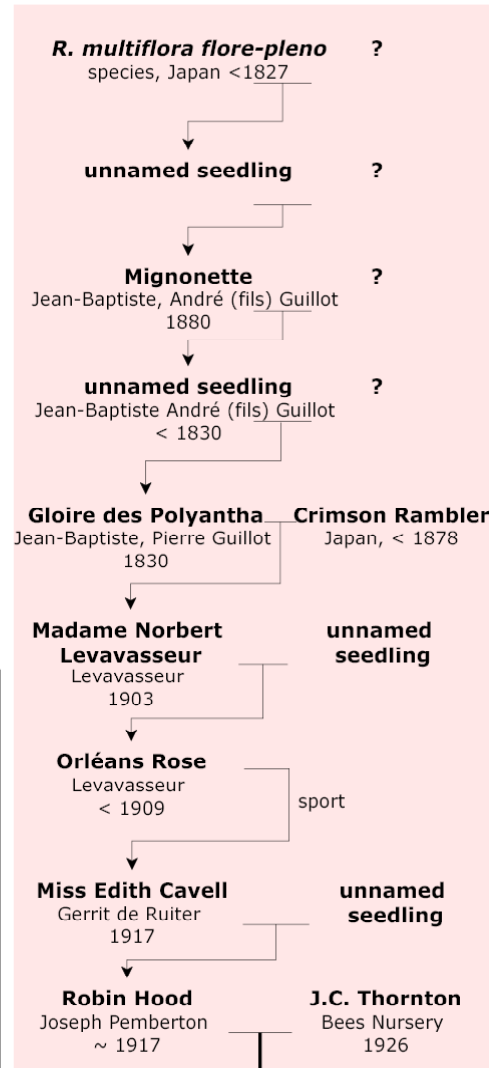 R. multiflora flore-pleno ?
species, Japan <1827
unnamed seedling ?
Mignonette ?
Jean-Baptiste, André (fils) Guillot
1880
unnamed seedling ?
Jean-Baptiste André (fils) Guillot
< 1830
Gloire des Polyantha Crimson Rambler
Jean-Baptiste, Pierre Guillot Japan, < 1878
1830
Madame Norbert unnamed
Levavasseur seedling
Levavasseur
1903
Orléans Rose
Levavasseur
< 1909
sport
Miss Edith Cavell unnamed
Gerrit de Ruiter seedling
1917
Robin Hood J.C. Thornton
Joseph Pemberton Bees Nursery
~ 1917 1926